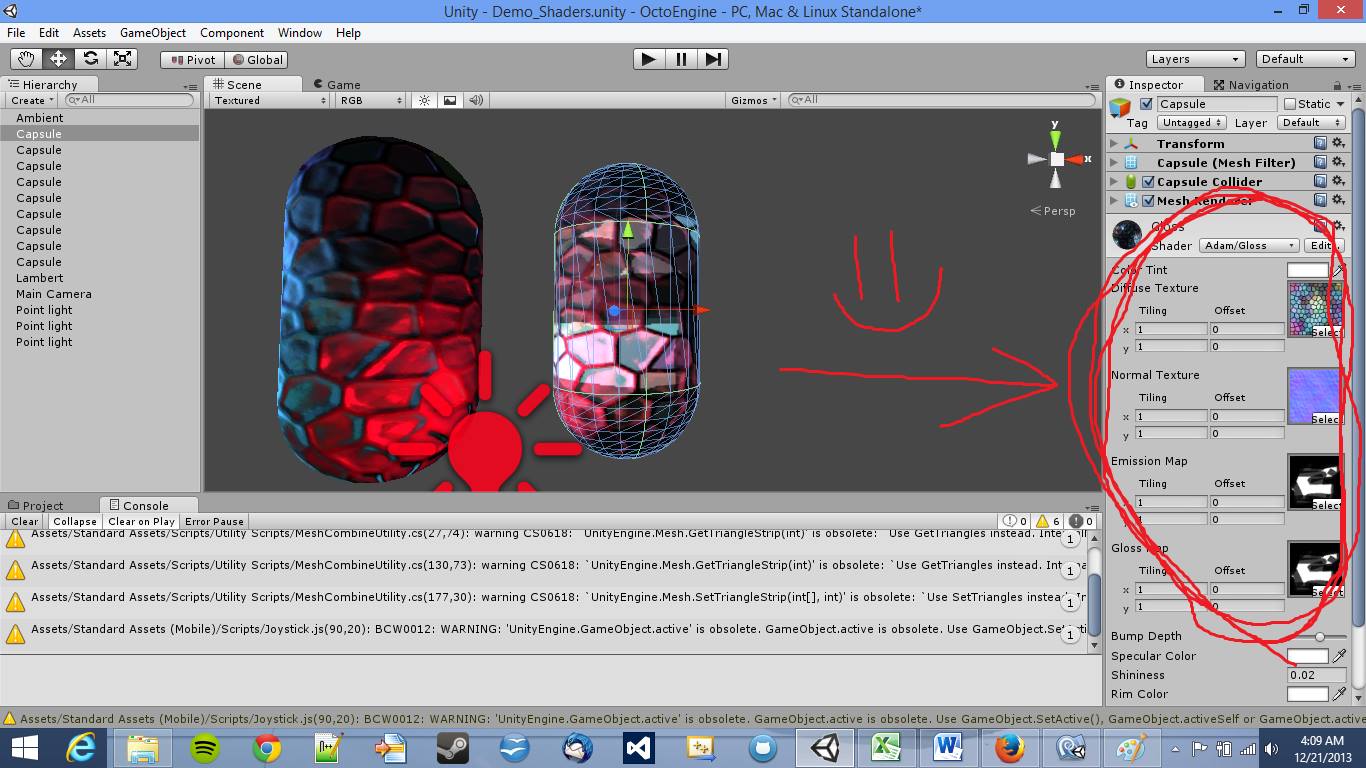 Unity - Demo_Shaders.unity - OctoEngine - PC, Mac & Linux Standalone*
File Edit Assets GameObject Component Window Help
Pivot Global Layers Default
Hierarchy
Create All
Ambient
Capsule
Capsule
Capsule
Capsule
Capsule
Capsule
Capsule
Capsule
Capsule
Lambert
Main Camera
Point light
Point light
Point light
Scene Game
Textured RGB Gizmos All
y
x
Persp
Inspector Navigation
Capsule Static
Tag Untagged Layer Default
Transform
Capsule (Mesh Filter)
Capsule Collider
Mesh Renderer
Gloss
Shader Adam/Gloss Edit...
Color Tint
Diffuse Texture
Tiling Offset
x 1 0
y 1 0
Select
Normal Texture
Tiling Offset
x 1 0
y 1 0
Select
Emission Map
Tiling Offset
x 1 0
y 1 0
Select
Gloss Map
Tiling Offset
x 1 0
y 1 0
Select
Bump Depth
Specular Color
Shininess 0.02
Rim Color
Project Console
Clear Collapse Clear on Play Error Pause 0 6 0
Assets/Standard Assets/Utility Scripts/MeshCombineUtility.cs(27,74): warning CS0618: `UnityEngine.Mesh.GetTriangleStrip(int)' is obsolete: `Use GetTriangles instead. 1
Assets/Standard Assets/Utility Scripts/MeshCombineUtility.cs(130,73): warning CS0618: `UnityEngine.Mesh.GetTriangleStrip(int)' is obsolete: `Use GetTriangles instead. 1
Assets/Standard Assets/Utility Scripts/MeshCombineUtility.cs(177,30): warning CS0618: `UnityEngine.Mesh.SetTriangleStrip(int[], int)' is obsolete: `Use SetTriangles instead 1
Assets/Standard Assets (Mobile)/Scripts/Joystick.js(90,20): BCW0012: WARNING: 'UnityEngine.GameObject.active' is obsolete. GameObject.active is obsolete. Use 1
Assets/Standard Assets (Mobile)/Scripts/Joystick.js(90,20): BCW0012: WARNING: 'UnityEngine.GameObject.active' is obsolete. GameObject.active is obsolete. Use GameObject.SetActive(), GameObject.activeSelf or GameObject.active
4:09 AM
12/21/2013